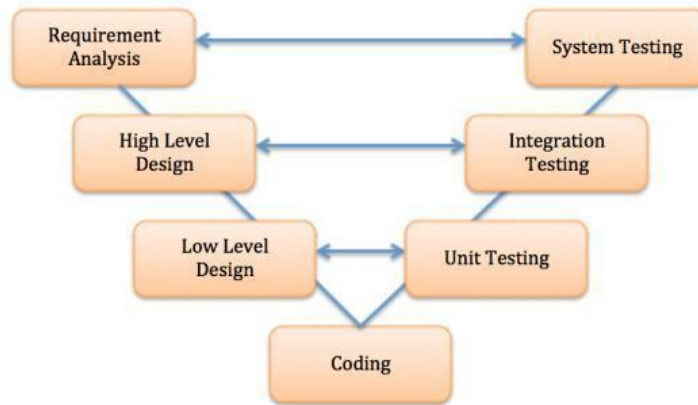 Requirement
Analysis
System Testing
High Level
Design
Integration
Testing
Low Level
Design
Unit Testing
Coding